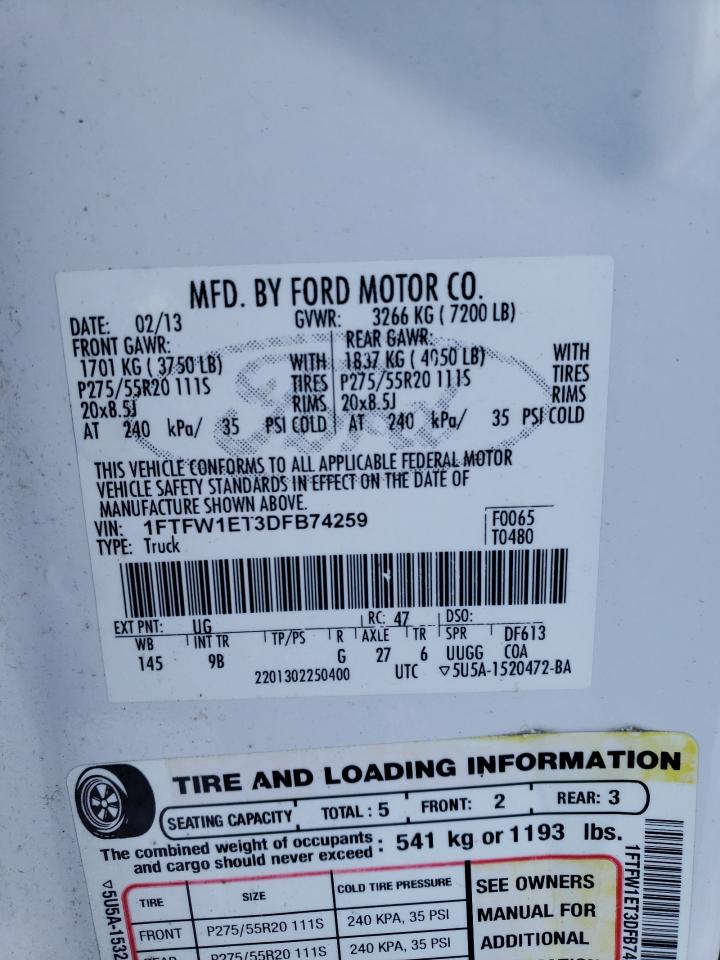 MFD. BY FORD MOTOR CO.
DATE: 02/13 GVWR: 3266 KG ( 7200 LB)
FRONT GAWR: REAR GAWR:
1701 KG ( 3750 LB) WITH 1837 KG ( 4050 LB) WITH
P275/55R20 111S TIRES P275/55R20 111S TIRES
20x8.5J RIMS 20x8.5J RIMS
AT 240 kPa/ 35 PSI COLD AT 240 kPa/ 35 PSI COLD
THIS VEHICLE CONFORMS TO ALL APPLICABLE FEDERAL MOTOR
VEHICLE SAFETY STANDARDS IN EFFECT ON THE DATE OF
MANUFACTURE SHOWN ABOVE.
VIN: 1FTFW1ET3DFB74259 F0065
TYPE: Truck T0480
EXT PNT: UG RC: 47 DSO:
WB INT TR TP/PS R AXLE TR SPR DF613
145 9B G 27 6 UUGG COA
2201302250400 UTC ▽5U5A-1520472-BA
TIRE AND LOADING INFORMATION
SEATING CAPACITY TOTAL : 5 FRONT: 2 REAR: 3
The combined weight of occupants and cargo should never exceed : 541 kg or 1193 lbs.
TIRE SIZE COLD TIRE PRESSURE SEE OWNERS
FRONT P275/55R20 111S 240 KPA, 35 PSI MANUAL FOR
P275/55R20 111S 240 KPA, 35 PSI ADDITIONAL
▽5U5A-1532
1FTFW1ET3DFB74